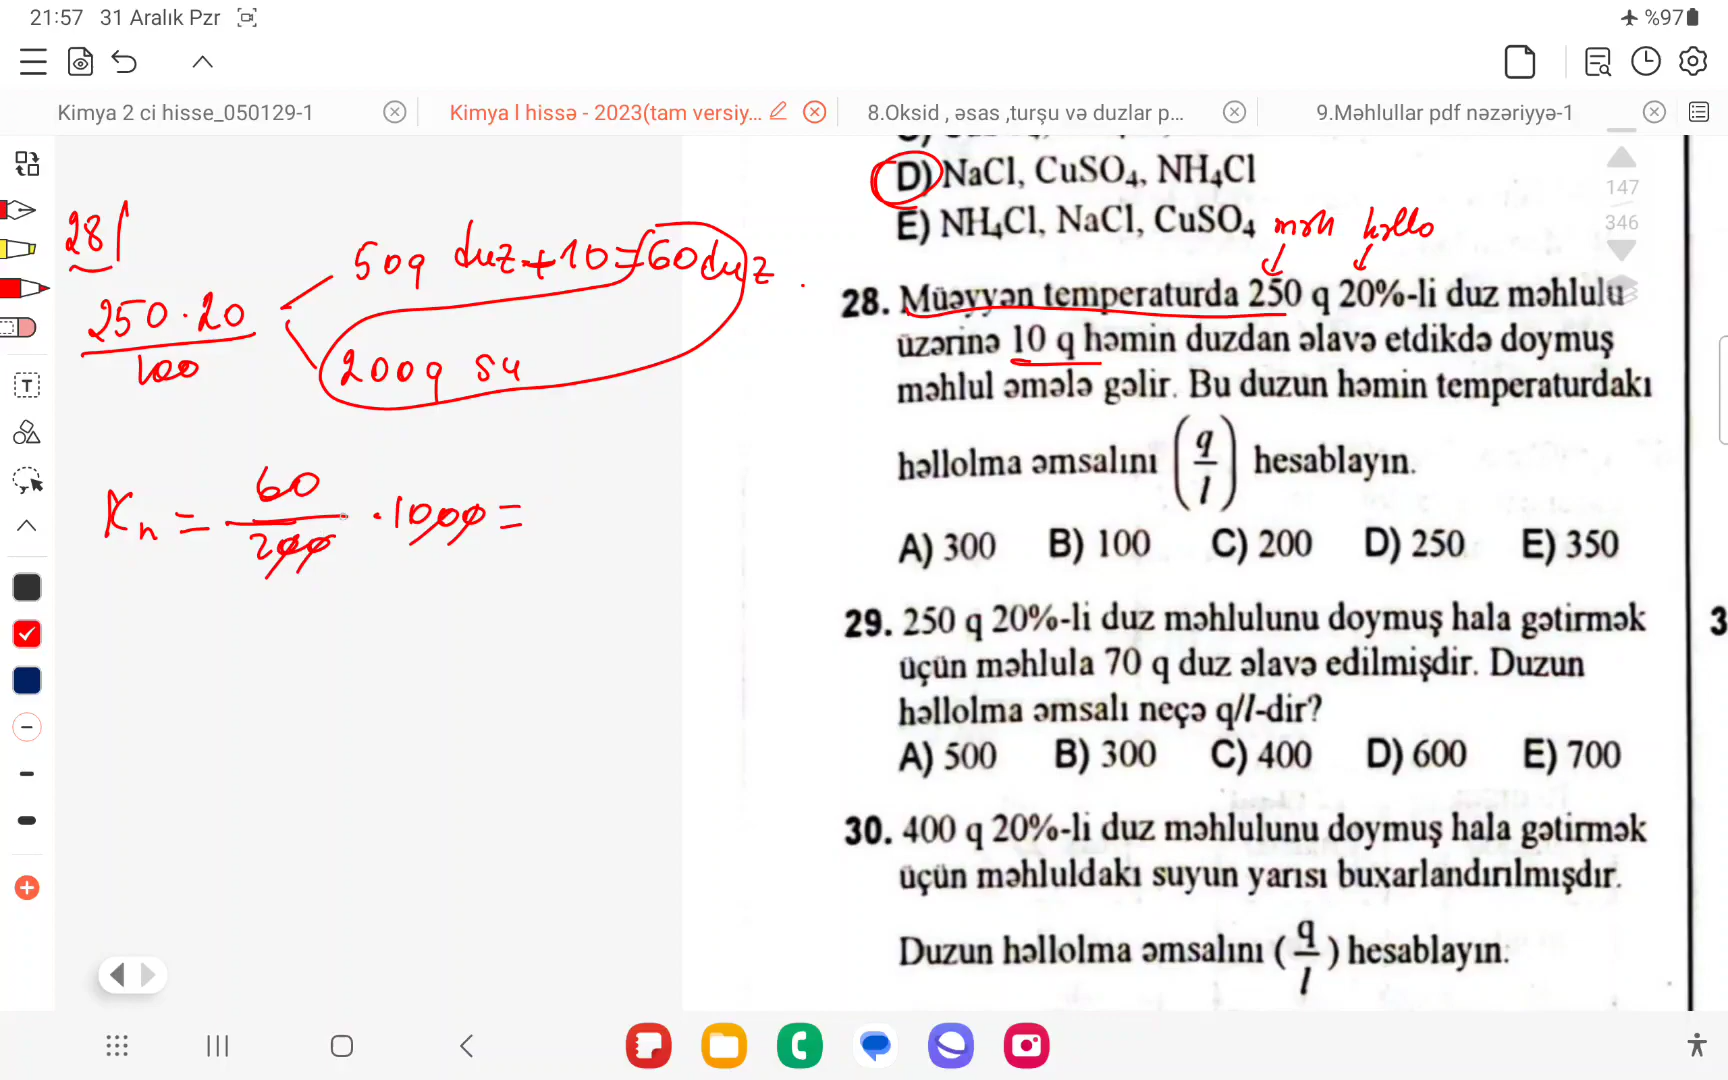 21:57 31 Aralık Pzr %97
Kimya 2 ci hisse_050129-1 Kimya I hissə - 2023(tam versiy... 8.Oksid , əsas ,turşu və duzlar p... 9.Məhlullar pdf nəzəriyyə-1
D) NaCl, CuSO₄, NH₄Cl
E) NH₄Cl, NaCl, CuSO₄
məh həllo
147
346
28. Müəyyən temperaturda 250 q 20%-li duz məhlulu
üzərinə 10 q həmin duzdan əlavə etdikdə doymuş
məhlul əmələ gəlir. Bu duzun həmin temperaturdakı
həllolma əmsalını (q/l) hesablayın.
A) 300 B) 100 C) 200 D) 250 E) 350
29. 250 q 20%-li duz məhlulunu doymuş hala gətirmək
üçün məhlula 70 q duz əlavə edilmişdir. Duzun
həllolma əmsalı neçə q/l-dir?
A) 500 B) 300 C) 400 D) 600 E) 700
30. 400 q 20%-li duz məhlulunu doymuş hala gətirmək
üçün məhluldakı suyun yarısı buxarlandırılmışdır.
Duzun həllolma əmsalını (q/l) hesablayın:
3
28
250·20
100
50q duz+10=60duz
200q su
Kh = 60/200 · 1000 =
T